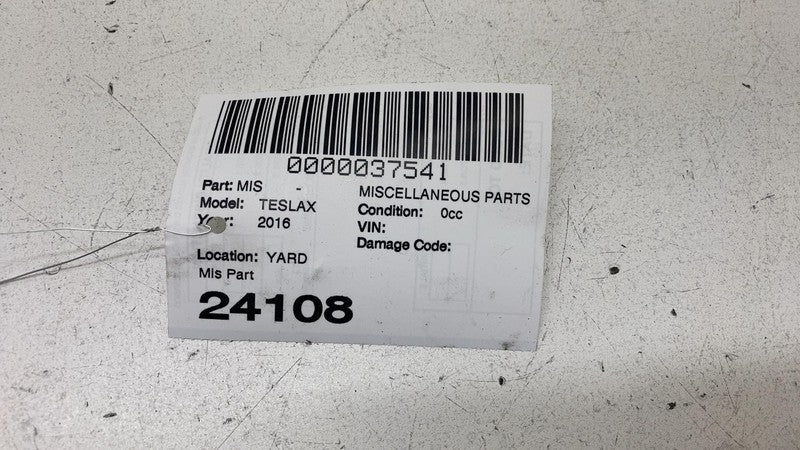 0000037541
Part: MIS - MISCELLANEOUS PARTS
Model: TESLAX Condition: 0cc
Year: 2016 VIN:
Damage Code:
Location: YARD
Mis Part
24108